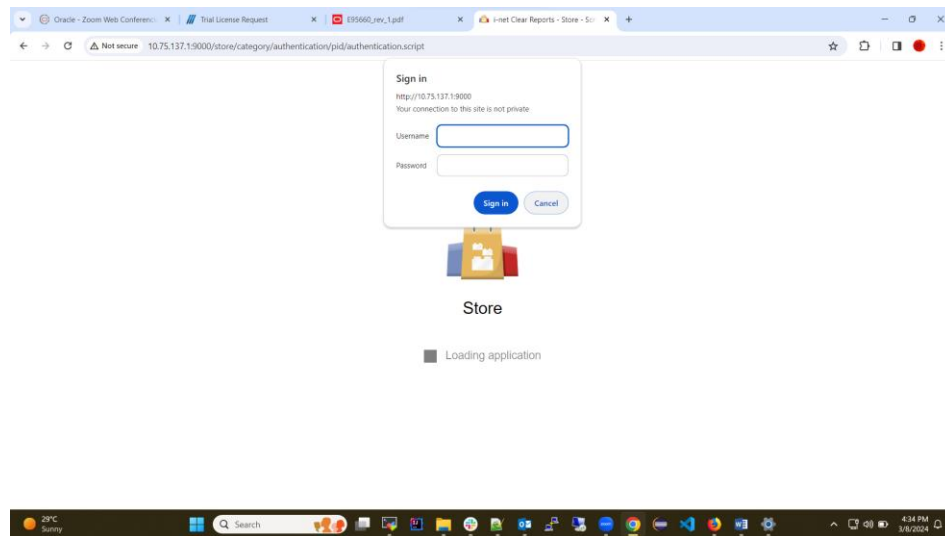 Oracle - Zoom Web Conferenc
Trial License Request
E95660_rev_1.pdf
i-net Clear Reports - Store - Scr
Not secure 10.75.137.1:9000/store/category/authentication/pid/authentication.script
Sign in
http://10.75.137.1:9000
Your connection to this site is not private
Username
Password
Sign in Cancel
Store
Loading application
29°C
Sunny
Search
4:34 PM
3/8/2024